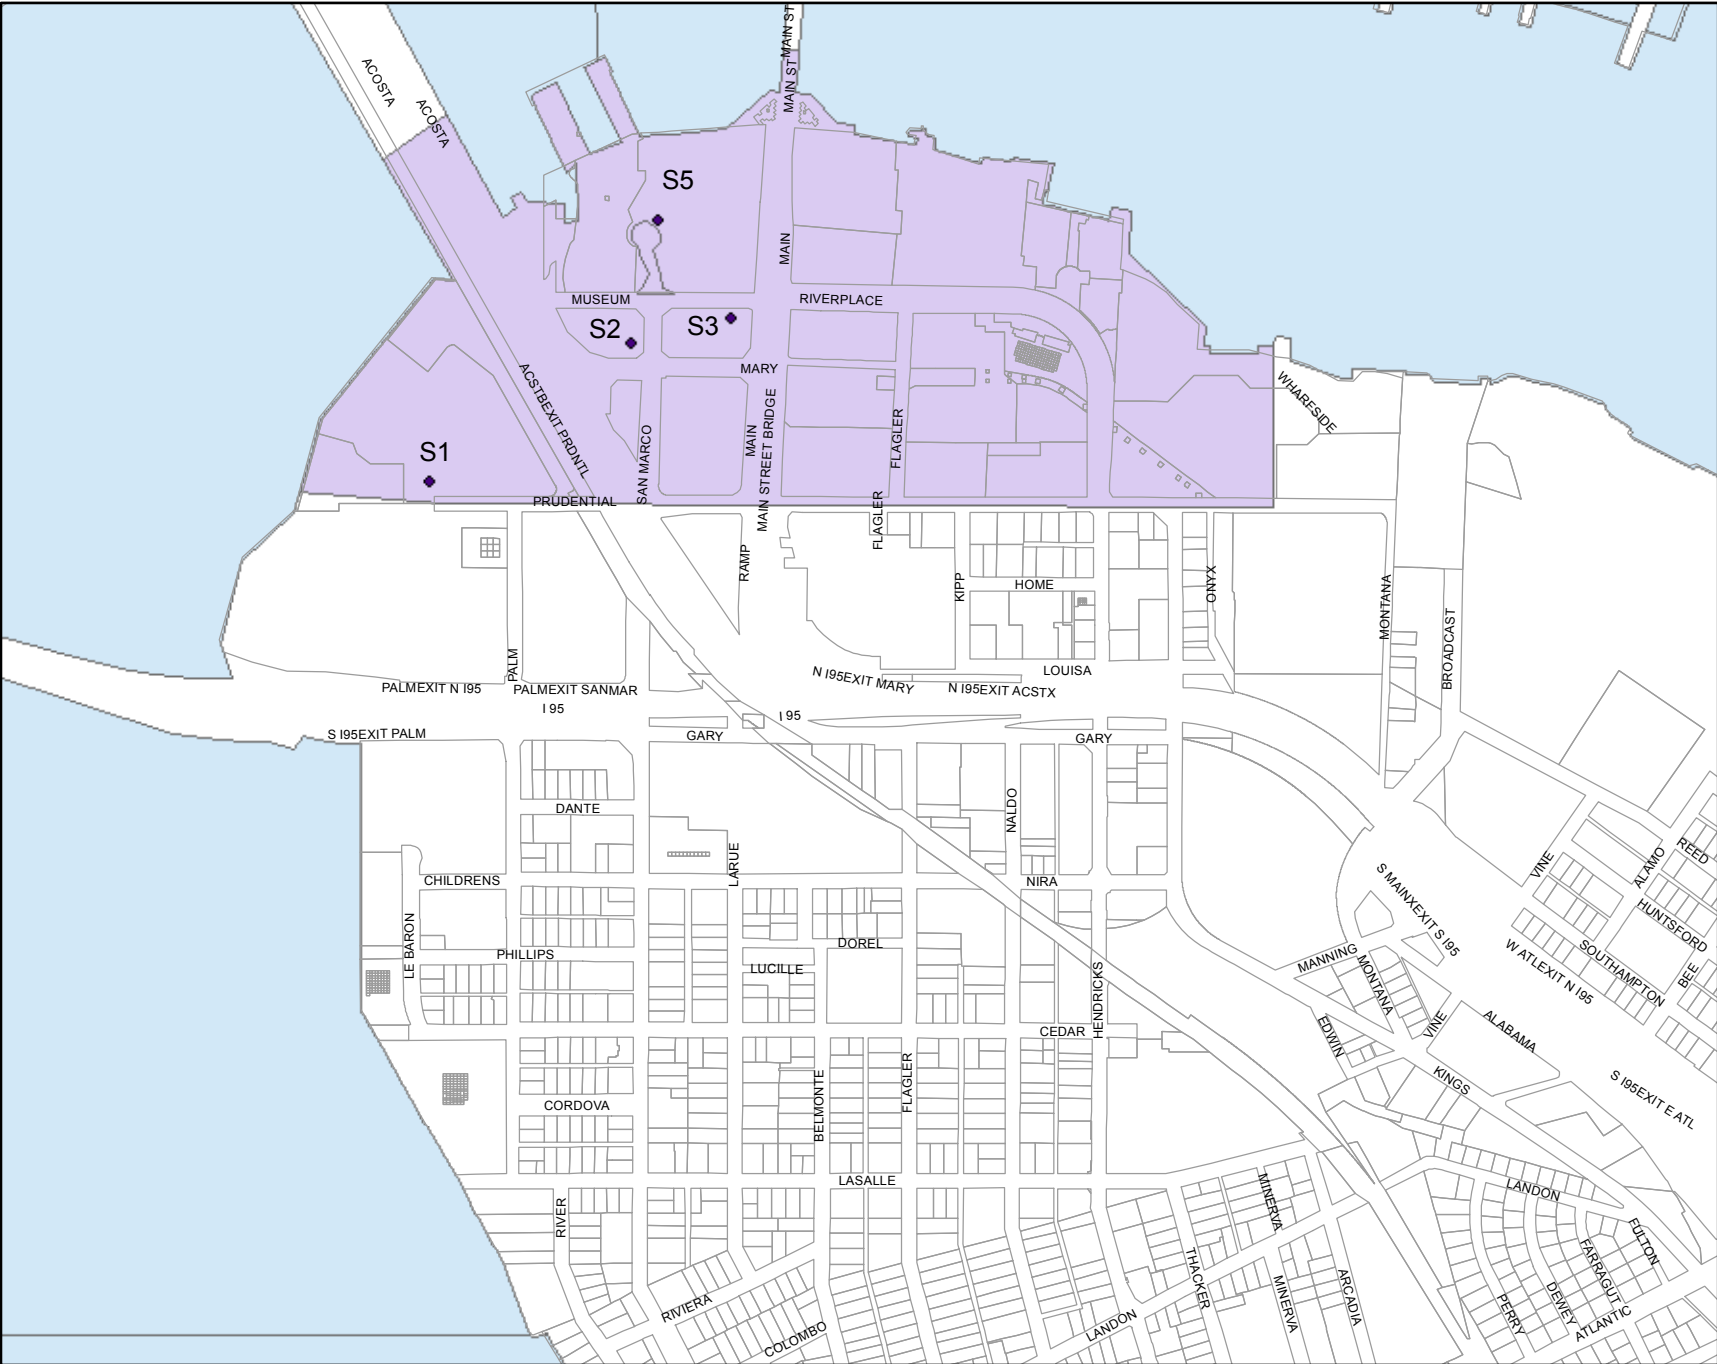 MAIN ST
MAIN ST
ACOSTA
ACOSTA
S5
MAIN
MUSEUM
RIVERPLACE
S2
S3
MARY
WHARFSIDE
ACSTBEXIT PRDNTL
MAIN
MAIN STREET BRIDGE
FLAGLER
SAN MARCO
S1
PRUDENTIAL
FLAGLER
RAMP
KIPP
HOME
ONYX
MONTANA
BROADCAST
PALM
LOUISA
N I95EXIT MARY
N I95EXIT ACSTX
PALMEXIT N I95
PALMEXIT SANMAR
I 95
I 95
S I95EXIT PALM
GARY
GARY
DANTE
NALDO
LARUE
CHILDRENS
NIRA
VINE
ALAMO
REED
HUNTSFORD
S MAINXEXIT S I95
LE BARON
DOREL
PHILLIPS
LUCILLE
MANNING
MONTANA
SOUTHAMPTON
W ATLEXIT N I95
BEE
HENDRICKS
CEDAR
EDWIN
VINE
ALABAMA
KINGS
S I95EXIT E ATL
CORDOVA
BELMONTE
FLAGLER
LASALLE
RIVER
MINERVA
LANDON
FULTON
FARRAGUT
THACKER
MINERVA
ARCADIA
PERRY
DEWEY
ATLANTIC
RIVIERA
COLOMBO
LANDON